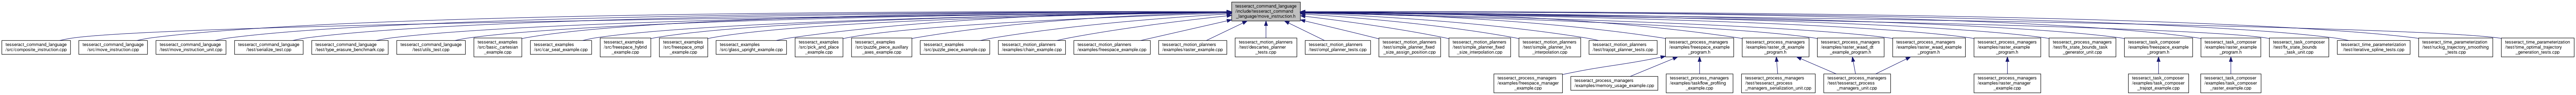 tesseract_command_language
/include/tesseract_command
_language/move_instruction.h
tesseract_command_language
/src/composite_instruction.cpp
tesseract_command_language
/src/move_instruction.cpp
tesseract_command_language
/test/move_instruction_unit.cpp
tesseract_command_language
/test/serialize_test.cpp
tesseract_command_language
/test/type_erasure_benchmark.cpp
tesseract_command_language
/test/utils_test.cpp
tesseract_examples
/src/basic_cartesian
_example.cpp
tesseract_examples
/src/car_seat_example.cpp
tesseract_examples
/src/freespace_hybrid
_example.cpp
tesseract_examples
/src/freespace_ompl
_example.cpp
tesseract_examples
/src/glass_upright_example.cpp
tesseract_examples
/src/pick_and_place
_example.cpp
tesseract_examples
/src/puzzle_piece_auxillary
_axes_example.cpp
tesseract_examples
/src/puzzle_piece_example.cpp
tesseract_motion_planners
/examples/chain_example.cpp
tesseract_motion_planners
/examples/freespace_example.cpp
tesseract_motion_planners
/examples/raster_example.cpp
tesseract_motion_planners
/test/descartes_planner
_tests.cpp
tesseract_motion_planners
/test/ompl_planner_tests.cpp
tesseract_motion_planners
/test/simple_planner_fixed
_size_assign_position.cpp
tesseract_motion_planners
/test/simple_planner_fixed
_size_interpolation.cpp
tesseract_motion_planners
/test/simple_planner_lvs
_interpolation.cpp
tesseract_motion_planners
/test/trajopt_planner_tests.cpp
tesseract_process_managers
/examples/freespace_example
_program.h
tesseract_process_managers
/examples/raster_dt_example
_program.h
tesseract_process_managers
/examples/raster_waad_dt
_example_program.h
tesseract_process_managers
/examples/raster_waad_example
_program.h
tesseract_process_managers
/examples/raster_example
_program.h
tesseract_process_managers
/test/fix_state_bounds_task
_generator_unit.cpp
tesseract_task_composer
/examples/freespace_example
_program.h
tesseract_task_composer
/examples/raster_example
_program.h
tesseract_task_composer
/test/fix_state_bounds
_task_unit.cpp
tesseract_time_parameterization
/test/iterative_spline_tests.cpp
tesseract_time_parameterization
/test/ruckig_trajectory_smoothing
_tests.cpp
tesseract_time_parameterization
/test/time_optimal_trajectory
_generation_tests.cpp
tesseract_process_managers
/examples/freespace_manager
_example.cpp
tesseract_process_managers
/examples/memory_usage_example.cpp
tesseract_process_managers
/examples/taskflow_profiling
_example.cpp
tesseract_process_managers
/test/tesseract_process
_managers_serialization_unit.cpp
tesseract_process_managers
/test/tesseract_process
_managers_unit.cpp
tesseract_process_managers
/examples/raster_manager
_example.cpp
tesseract_task_composer
/examples/task_composer
_trajopt_example.cpp
tesseract_task_composer
/examples/task_composer
_raster_example.cpp